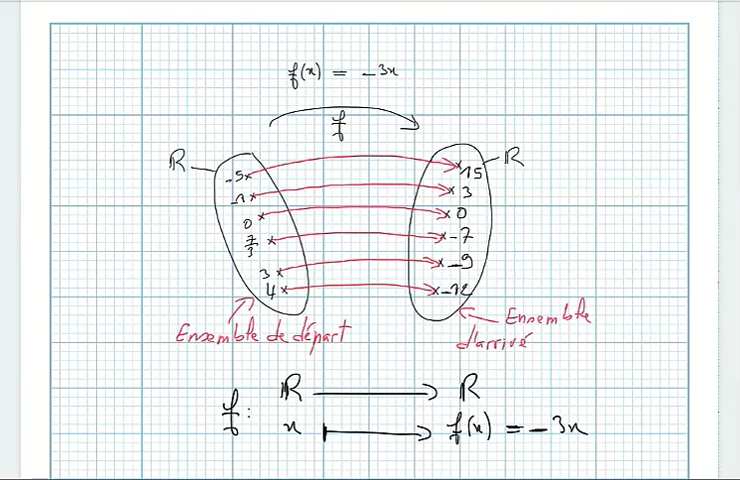 f(x) = -3x
f
R R
-5 15
-1 3
0 0
7/3 -7
3 -9
4 -12
Ensemble de départ
Ensemble
d'arrivé
f: R → R
x ↦ f(x) = -3x